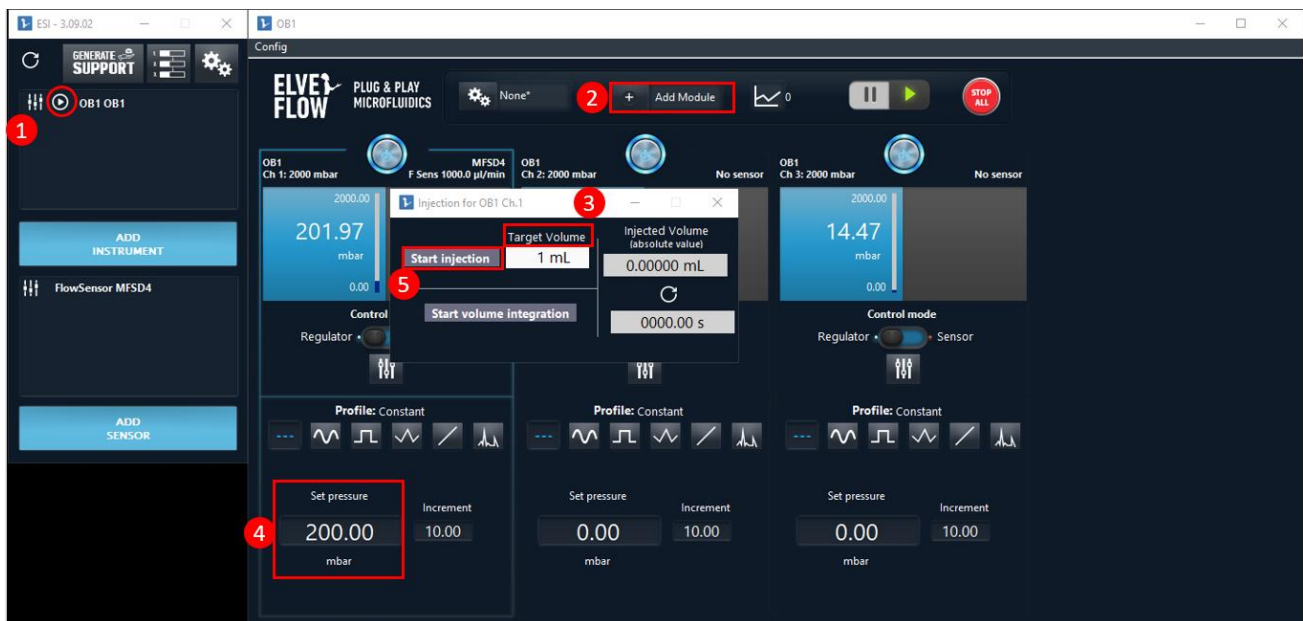 ESI - 3.09.02
OB1
Config
GENERATE
SUPPORT
OB1 OB1
1
ADD
INSTRUMENT
FlowSensor MFSD4
ADD
SENSOR
ELVE
FLOW
PLUG & PLAY
MICROFLUIDICS
None*
2
+ Add Module
0
STOP
ALL
OB1
Ch 1: 2000 mbar
MFSD4
F Sens 1000.0 µl/min
OB1
Ch 2: 2000 mbar
No sensor
OB1
Ch 3: 2000 mbar
No sensor
2000.00
201.97
mbar
0.00
Control
Regulator
Injection for OB1 Ch.1
3
Target Volume
Injected Volume
(absolute value)
Start injection
1 mL
0.00000 mL
5
Start volume integration
0000.00 s
2000.00
14.47
mbar
0.00
Control mode
Regulator
Sensor
Profile: Constant
---
Profile: Constant
---
Profile: Constant
---
4
Set pressure
200.00
mbar
Increment
10.00
Set pressure
0.00
mbar
Increment
10.00
Set pressure
0.00
mbar
Increment
10.00